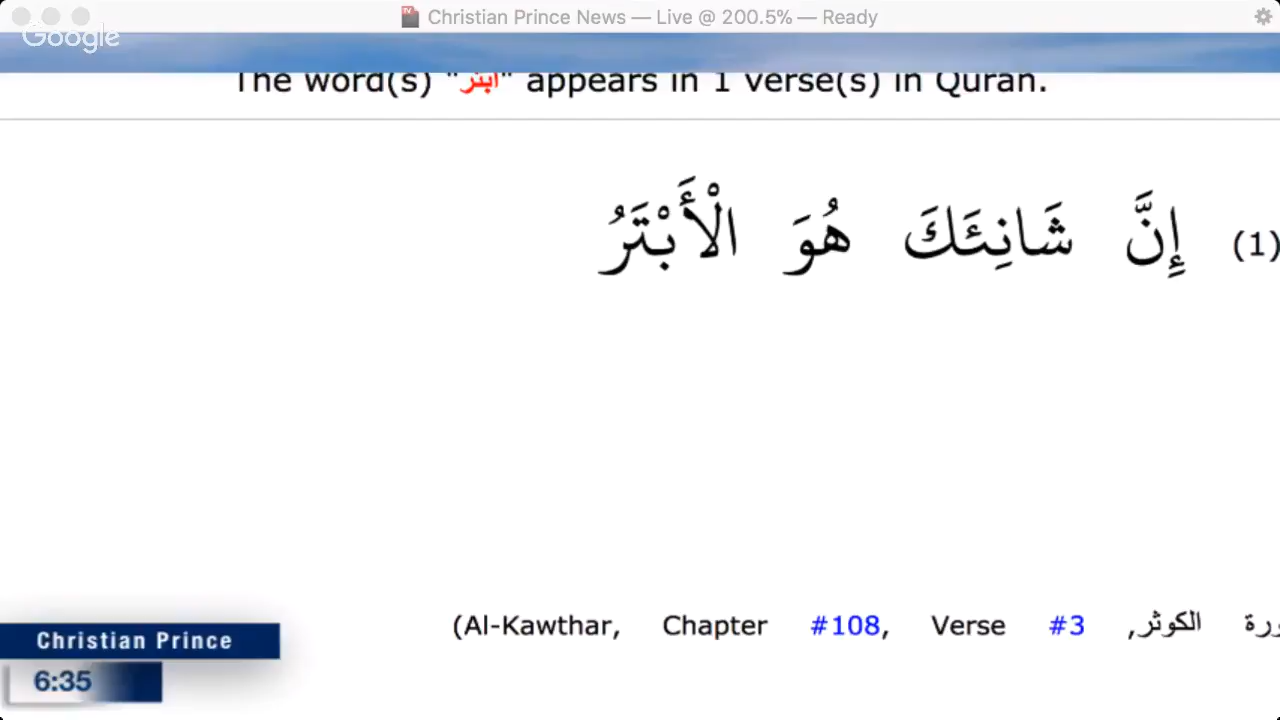 Christian Prince News — Live @ 200.5% — Ready
Google
The word(s) "ابتر" appears in 1 verse(s) in Quran.
(1) إِنَّ شَانِئَكَ هُوَ الْأَبْتَرُ
(Al-Kawthar, Chapter #108, Verse #3 ,الكوثر
Christian Prince
6:35